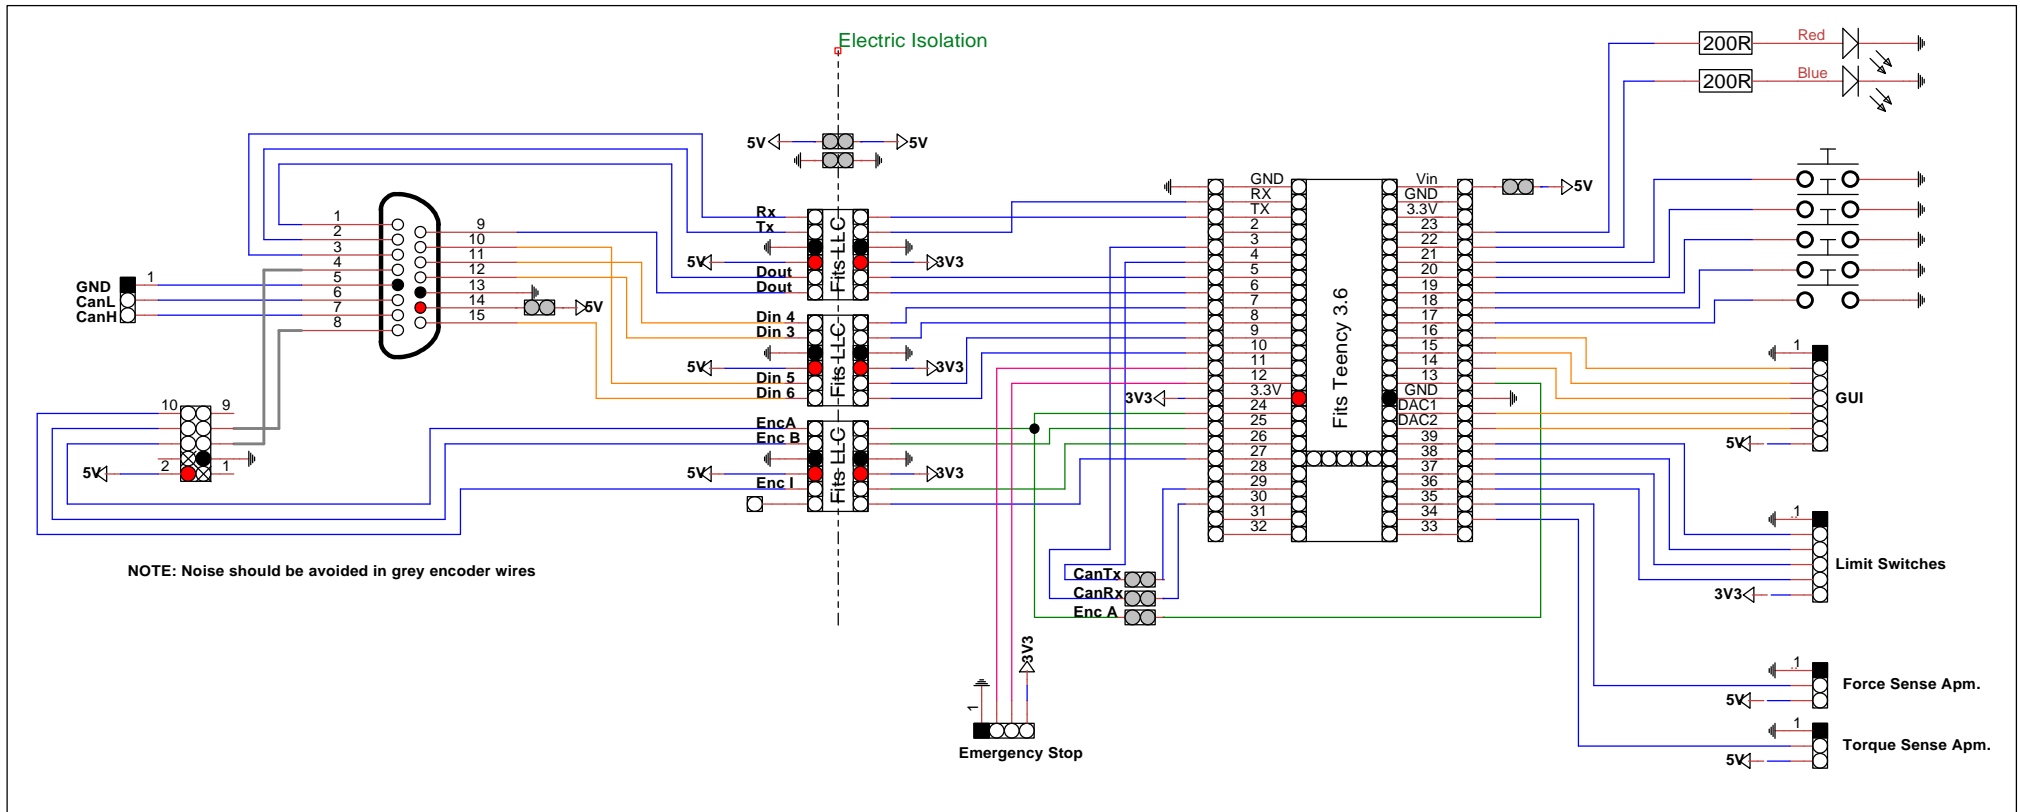 Electric Isolation
200R
Red
200R
Blue
5V
5V
Rx
Tx
5V
3V3
Dout
Dout
Fits LLC
Din 4
Din 3
5V
3V3
Din 5
Din 6
Fits LLC
EncA
Enc B
5V
3V3
Enc I
Fits LLC
1
2
3
4
5
6
7
8
9
10
11
12
13
14
15
5V
GND
CanL
CanH
1
10
9
2
1
5V
NOTE: Noise should be avoided in grey encoder wires
GND
RX
TX
2
3
4
5
6
7
8
9
10
11
12
3.3V
24
25
26
27
28
29
30
31
32
3V3
Fits Teency 3.6
Vin
GND
3.3V
23
22
21
20
19
18
17
16
15
14
13
GND
DAC1
DAC2
39
38
37
36
35
34
33
5V
CanTx
CanRx
Enc A
3V3
1
Emergency Stop
1
GUI
5V
1
Limit Switches
3V3
1
Force Sense Apm.
5V
1
Torque Sense Apm.
5V